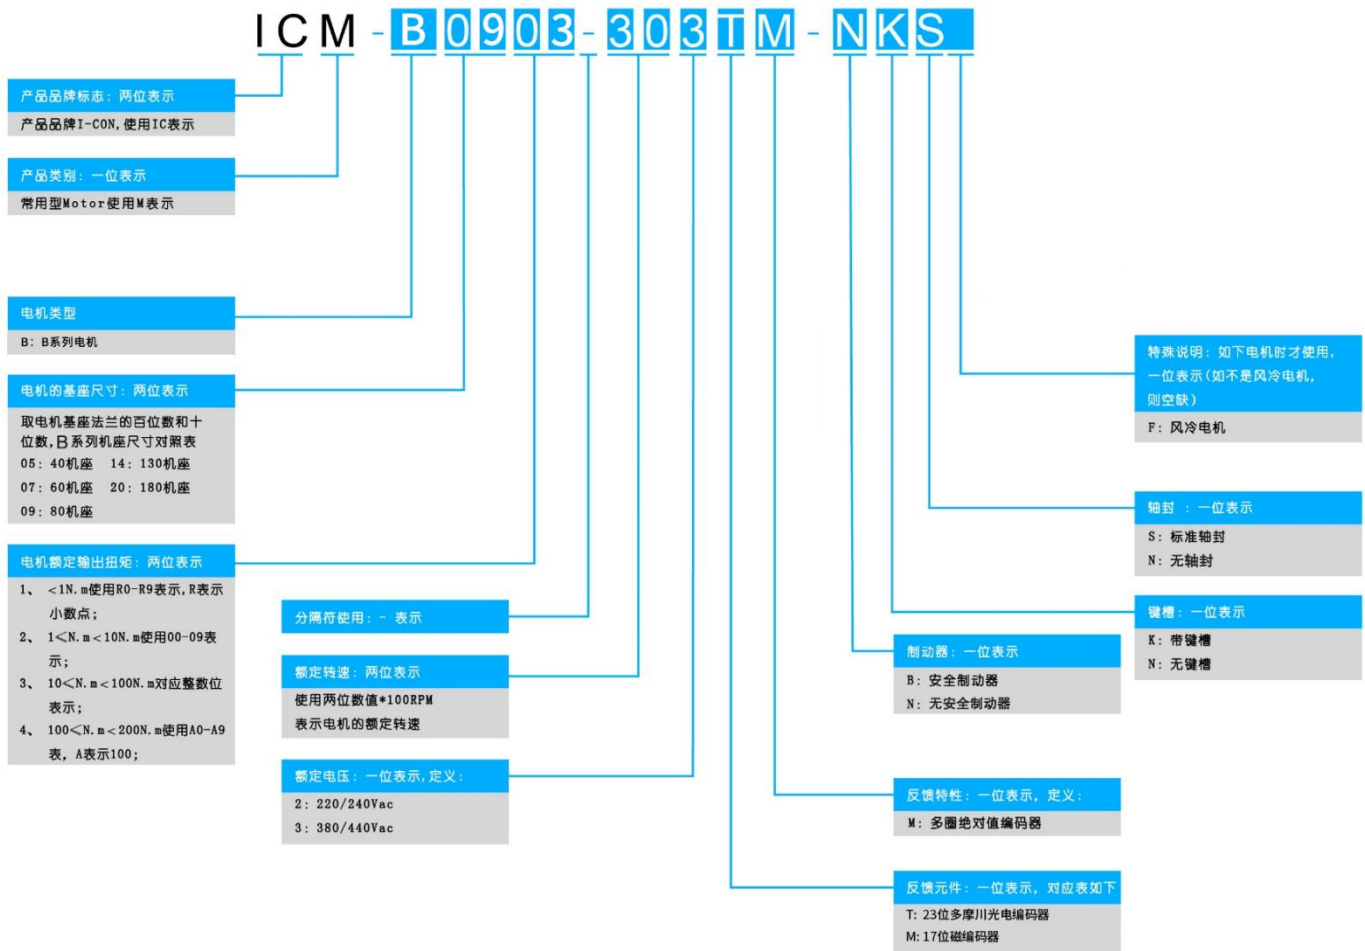 ICM-B0903-303TM-NKS
产品品牌标志：两位表示
产品品牌I-CON,使用IC表示
产品类别：一位表示
常用型Motor使用M表示
电机类型
B：B系列电机
电机的基座尺寸：两位表示
取电机基座法兰的百位数和十
位数,B系列机座尺寸对照表
05：40机座 14：130机座
07：60机座 20：180机座
09：80机座
电机额定输出扭矩：两位表示
1、 <1N.m使用R0-R9表示,R表示
小数点；
2、 1≤N.m<10N.m使用00-09表
示；
3、 10≤N.m<100N.m对应整数位
表示；
4、 100≤N.m<200N.m使用A0-A9
表，A表示100；
分隔符使用：- 表示
额定转速：两位表示
使用两位数值*100RPM
表示电机的额定转速
额定电压：一位表示,定义：
2：220/240Vac
3：380/440Vac
特殊说明：如下电机时才使用，
一位表示(如不是风冷电机，
则空缺)
F：风冷电机
轴封 ：一位表示
S：标准轴封
N：无轴封
键槽：一位表示
K：带键槽
N：无键槽
制动器：一位表示
B：安全制动器
N：无安全制动器
反馈特性：一位表示，定义：
M：多圈绝对值编码器
反馈元件：一位表示，对应表如下
T：23位多摩川光电编码器
M:17位磁编码器